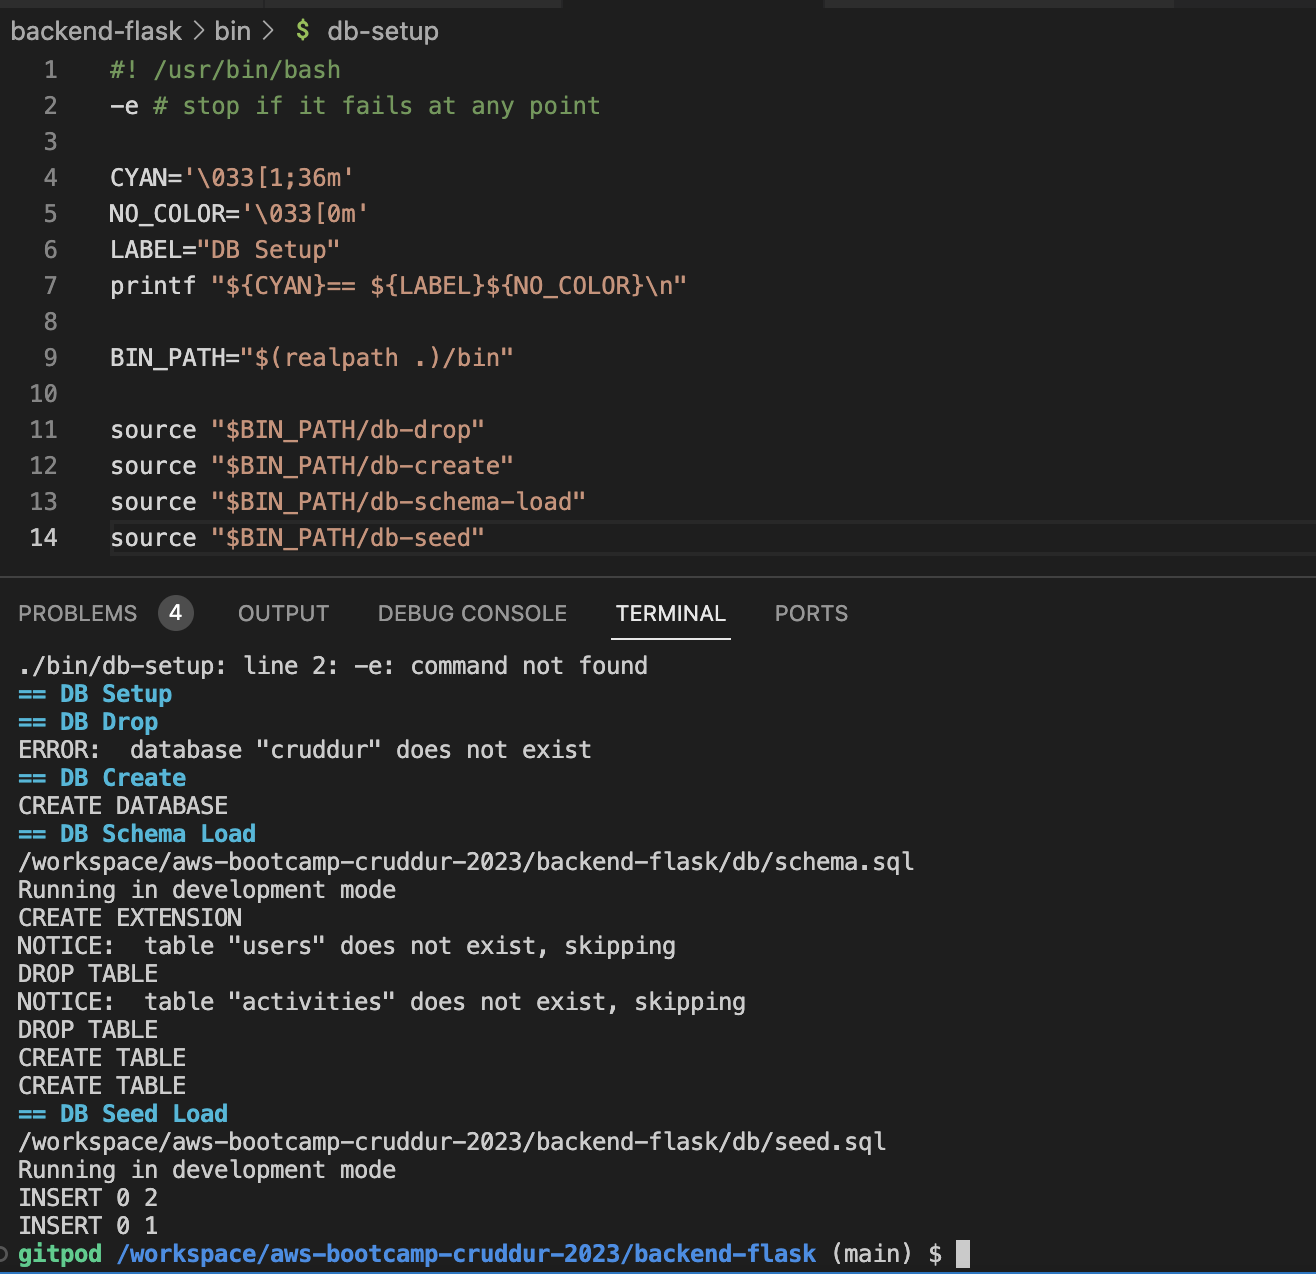 backend-flask > bin > $ db-setup
1 #! /usr/bin/bash
2 -e # stop if it fails at any point
3
4 CYAN='\033[1;36m'
5 NO_COLOR='\033[0m'
6 LABEL="DB Setup"
7 printf "${CYAN}== ${LABEL}${NO_COLOR}\n"
8
9 BIN_PATH="$(realpath .)/bin"
10
11 source "$BIN_PATH/db-drop"
12 source "$BIN_PATH/db-create"
13 source "$BIN_PATH/db-schema-load"
14 source "$BIN_PATH/db-seed"
PROBLEMS 4 OUTPUT DEBUG CONSOLE TERMINAL PORTS
./bin/db-setup: line 2: -e: command not found
== DB Setup
== DB Drop
ERROR:  database "cruddur" does not exist
== DB Create
CREATE DATABASE
== DB Schema Load
/workspace/aws-bootcamp-cruddur-2023/backend-flask/db/schema.sql
Running in development mode
CREATE EXTENSION
NOTICE:  table "users" does not exist, skipping
DROP TABLE
NOTICE:  table "activities" does not exist, skipping
DROP TABLE
CREATE TABLE
CREATE TABLE
== DB Seed Load
/workspace/aws-bootcamp-cruddur-2023/backend-flask/db/seed.sql
Running in development mode
INSERT 0 2
INSERT 0 1
gitpod /workspace/aws-bootcamp-cruddur-2023/backend-flask (main) $